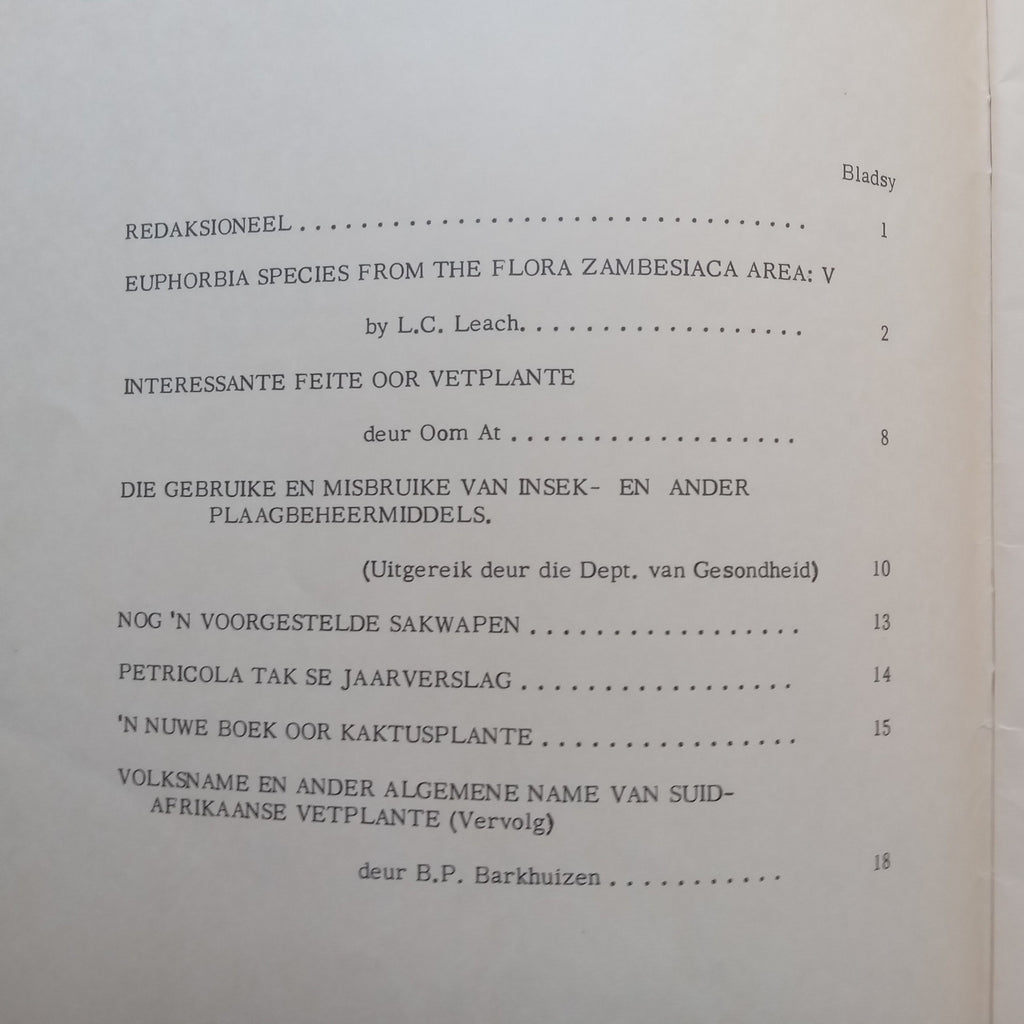 Bladsy
REDAKSIONEEL................................. 1
EUPHORBIA SPECIES FROM THE FLORA ZAMBESIACA AREA: V
by L.C. Leach.................. 2
INTERESSANTE FEITE OOR VETPLANTE
deur Oom At .................. 8
DIE GEBRUIKE EN MISBRUIKE VAN INSEK- EN ANDER
PLAAGBEHEERMIDDELS.
(Uitgereik deur die Dept. van Gesondheid) 10
NOG 'N VOORGESTELDE SAKWAPEN ................. 13
PETRICOLA TAK SE JAARVERSLAG ................. 14
'N NUWE BOEK OOR KAKTUSPLANTE ................ 15
VOLKSNAME EN ANDER ALGEMENE NAME VAN SUID-
AFRIKAANSE VETPLANTE (Vervolg)
deur B.P. Barkhuizen ........... 18